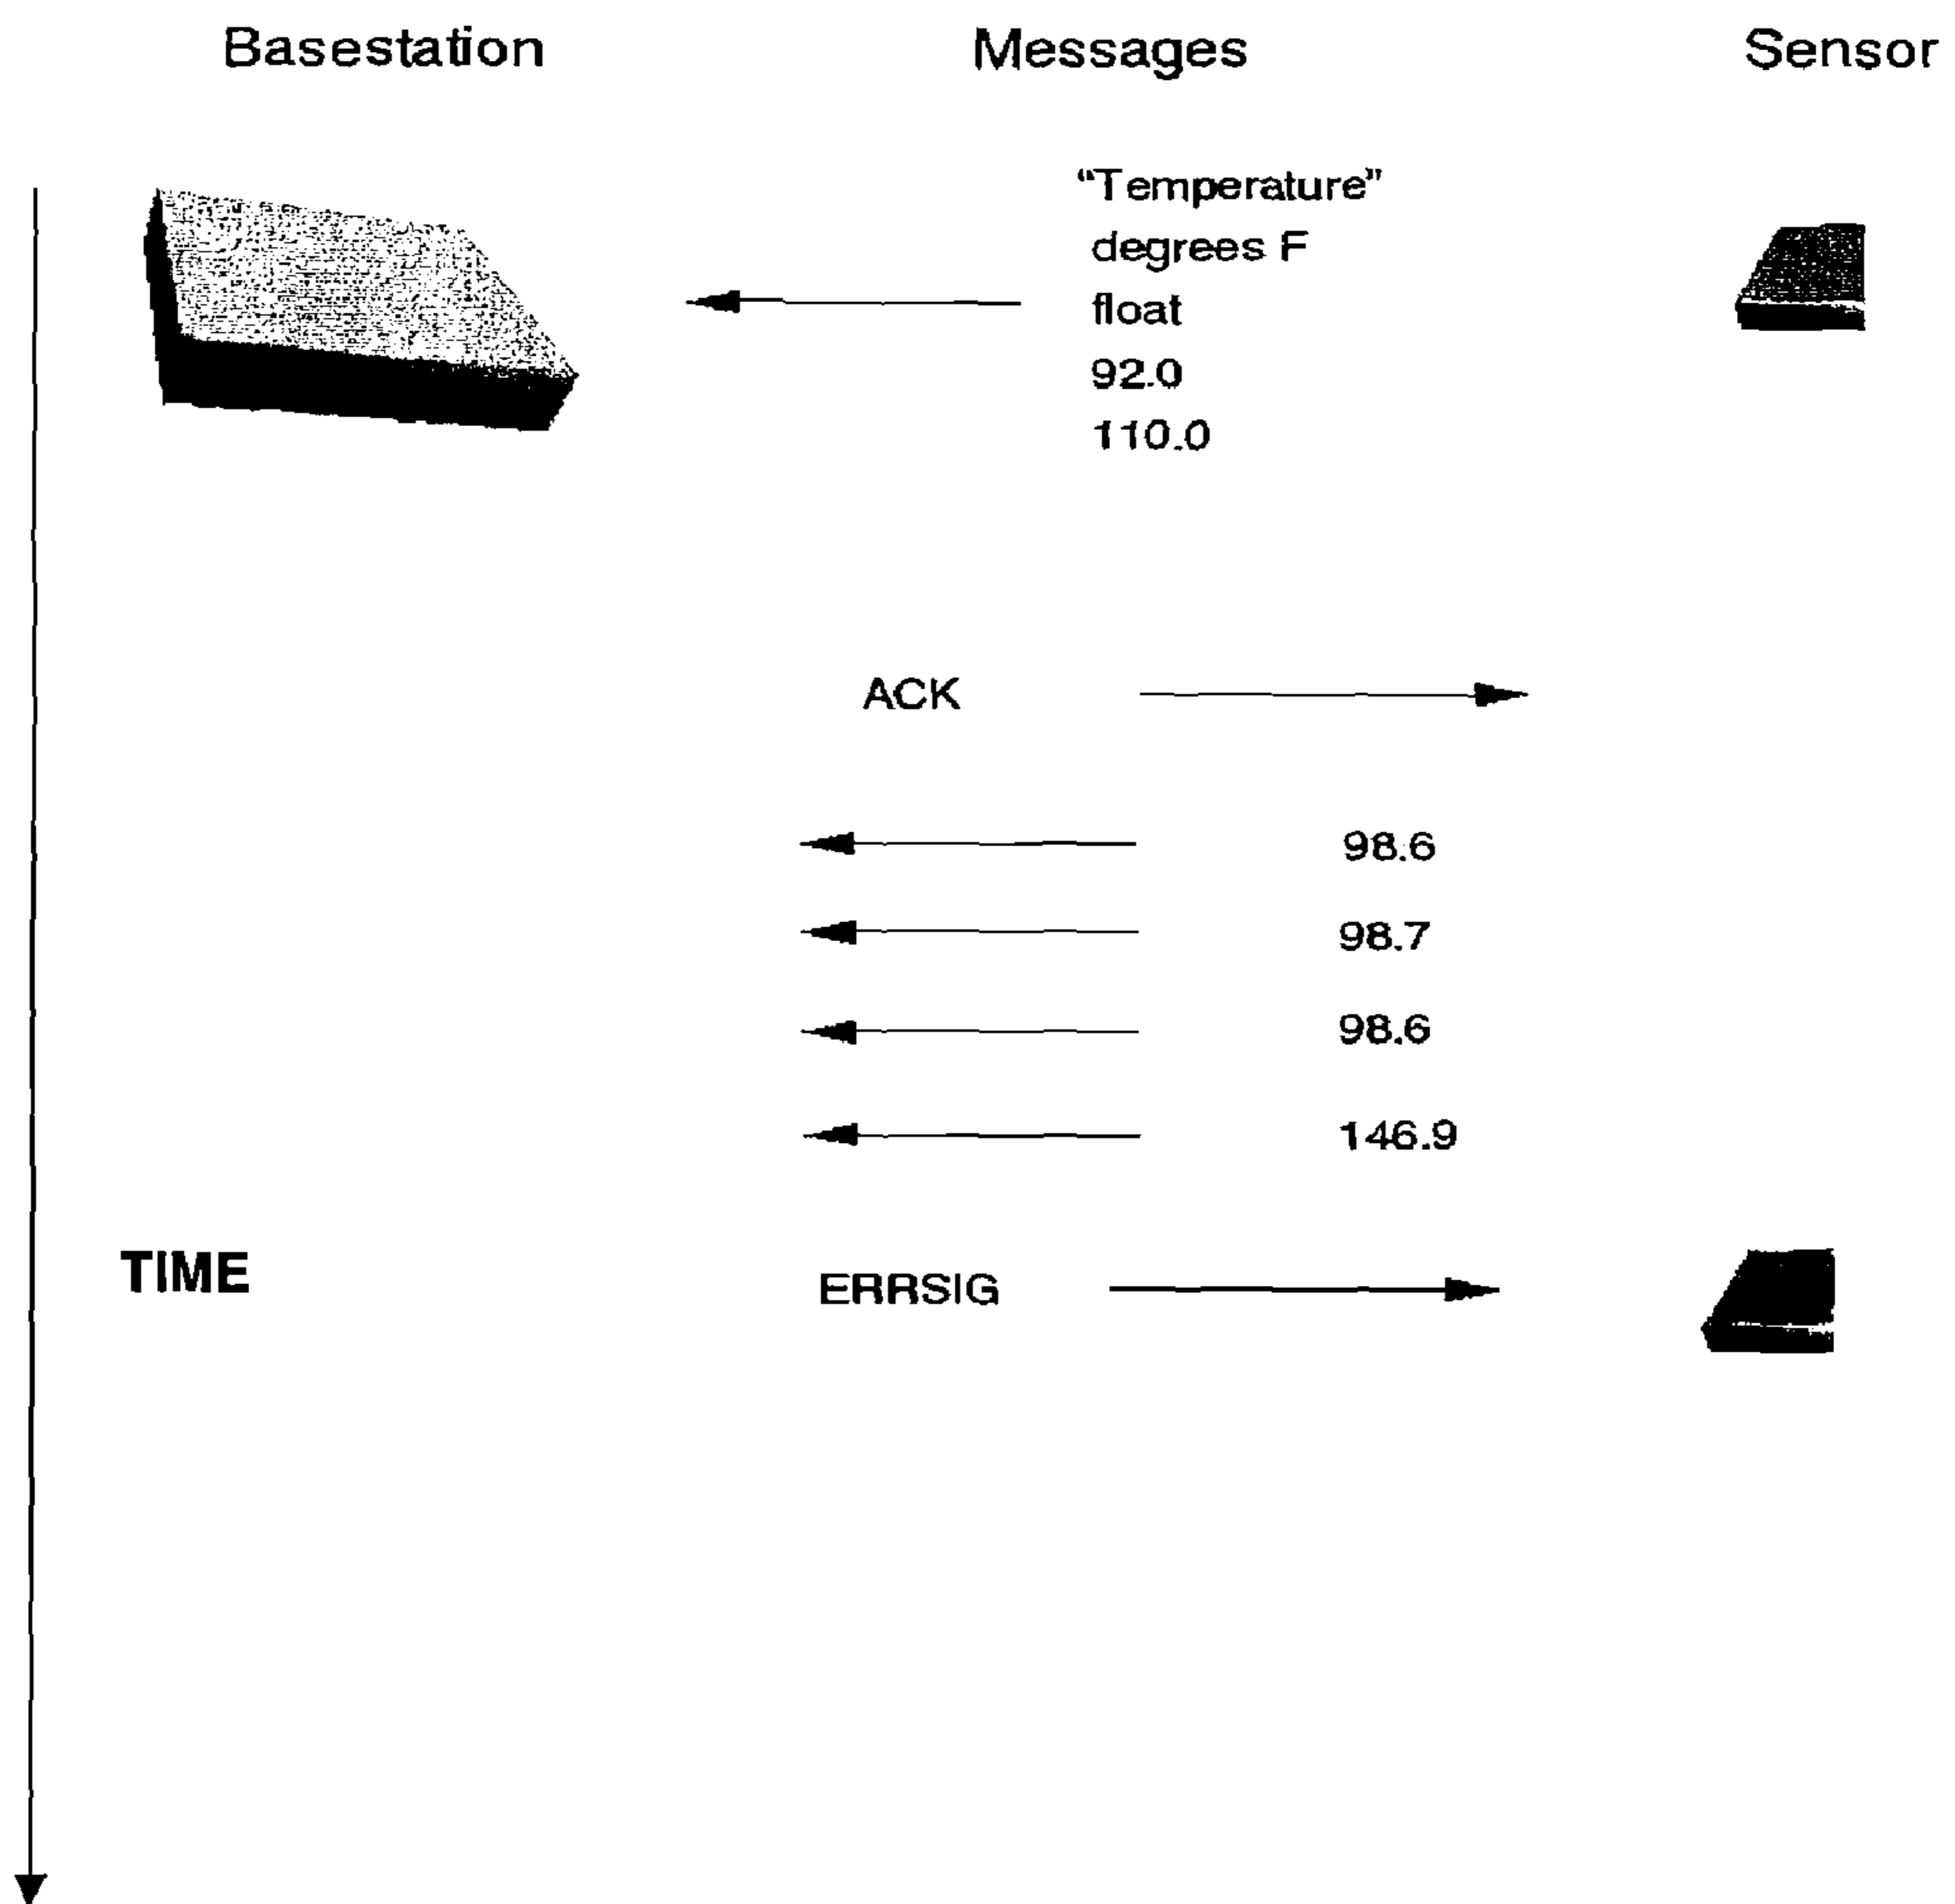 Basestation Messages Sensor
“Temperature”
degrees F
float
92.0
110.0
ACK
98.6
98.7
98.6
146.9
TIME
ERRSIG